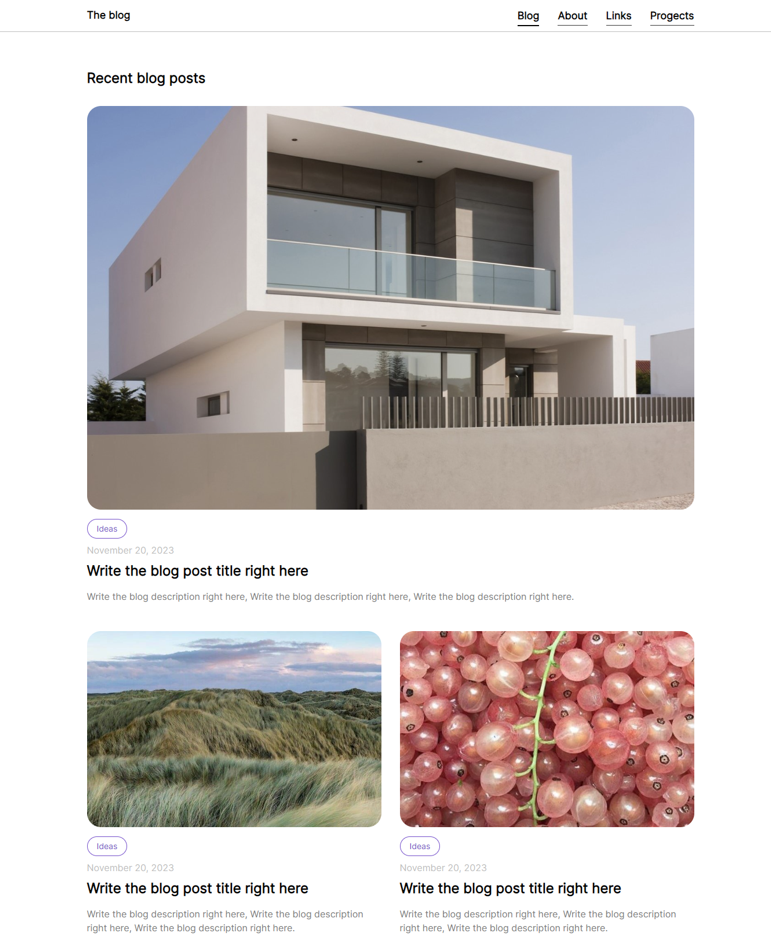 The blog
Blog About Links Progects
Recent blog posts
Ideas
November 20, 2023
Write the blog post title right here
Write the blog description right here, Write the blog description right here, Write the blog description right here.
Ideas
November 20, 2023
Write the blog post title right here
Write the blog description right here, Write the blog description
right here, Write the blog description right here.
Ideas
November 20, 2023
Write the blog post title right here
Write the blog description right here, Write the blog description
right here, Write the blog description right here.